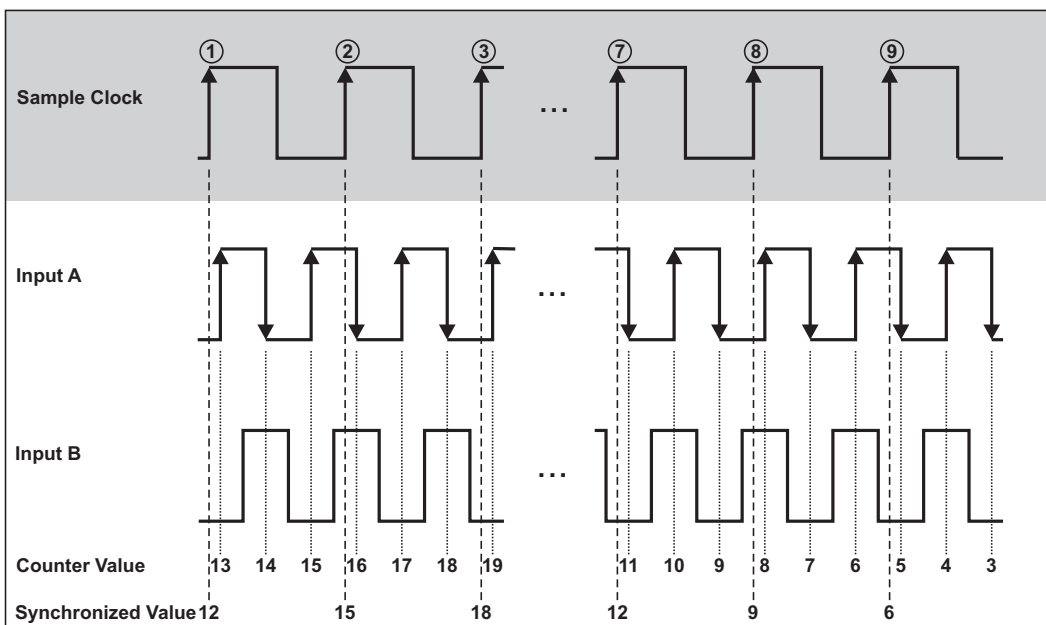 ① ② ③ ⑦ ⑧ ⑨
Sample Clock
...
Input A
...
Input B
...
Counter Value 13 14 15 16 17 18 19 11 10 9 8 7 6 5 4 3
Synchronized Value 12 15 18 12 9 6